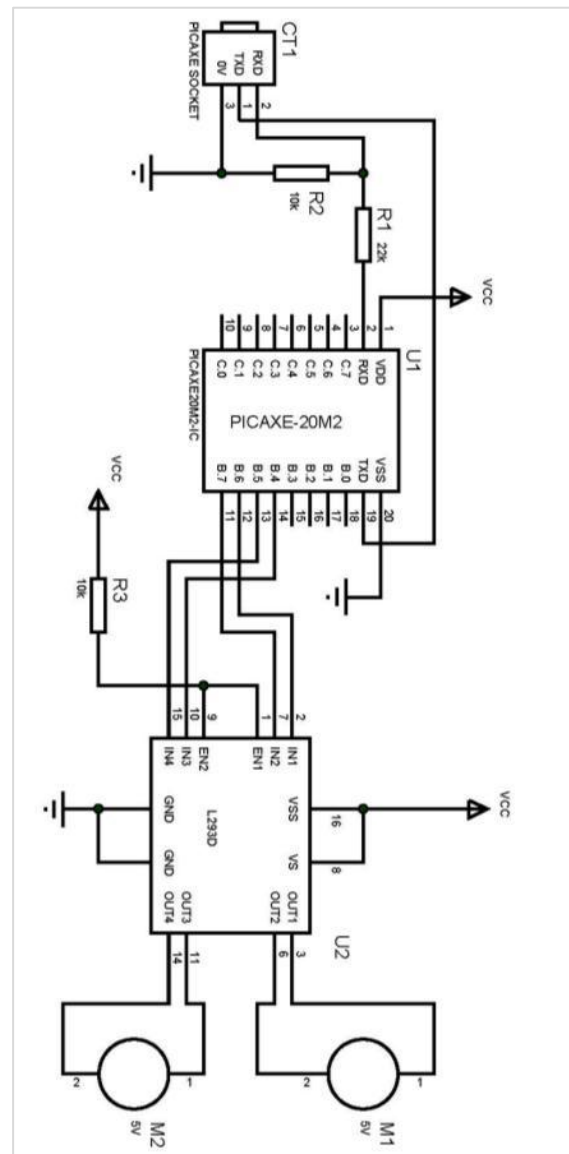 CT1
RXD
TXD
0V
PICAXE SOCKET
2
1
3
R2
10k
R1
22k
VCC
U1
1
2
3
4
5
6
7
8
9
10
VDD
RXD
C.7
C.6
C.5
C.4
C.3
C.2
C.1
C.0
PICAXE20M2-IC
PICAXE-20M2
VSS
TXD
B.0
B.1
B.2
B.3
B.4
B.5
B.6
B.7
20
19
18
17
16
15
14
13
12
11
VCC
R3
10k
2
7
1
9
10
15
IN1
IN2
EN1
EN2
IN3
IN4
VSS
16
VS
8
VCC
L293D
GND
GND
U2
OUT1
OUT2
OUT3
OUT4
3
6
11
14
1
2
M1
5V
1
2
M2
5V